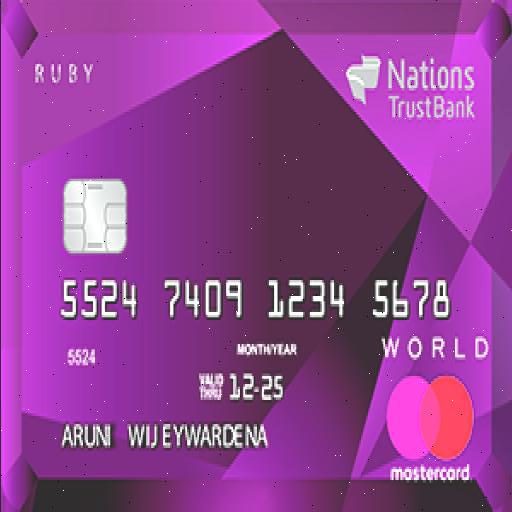 RUBY
Nations
TrustBank
5524 7409 1234 5678
5524
MONTH/YEAR
WORLD
VALID
THRU
12-25
ARUNI WIJEYWARDENA
mastercard